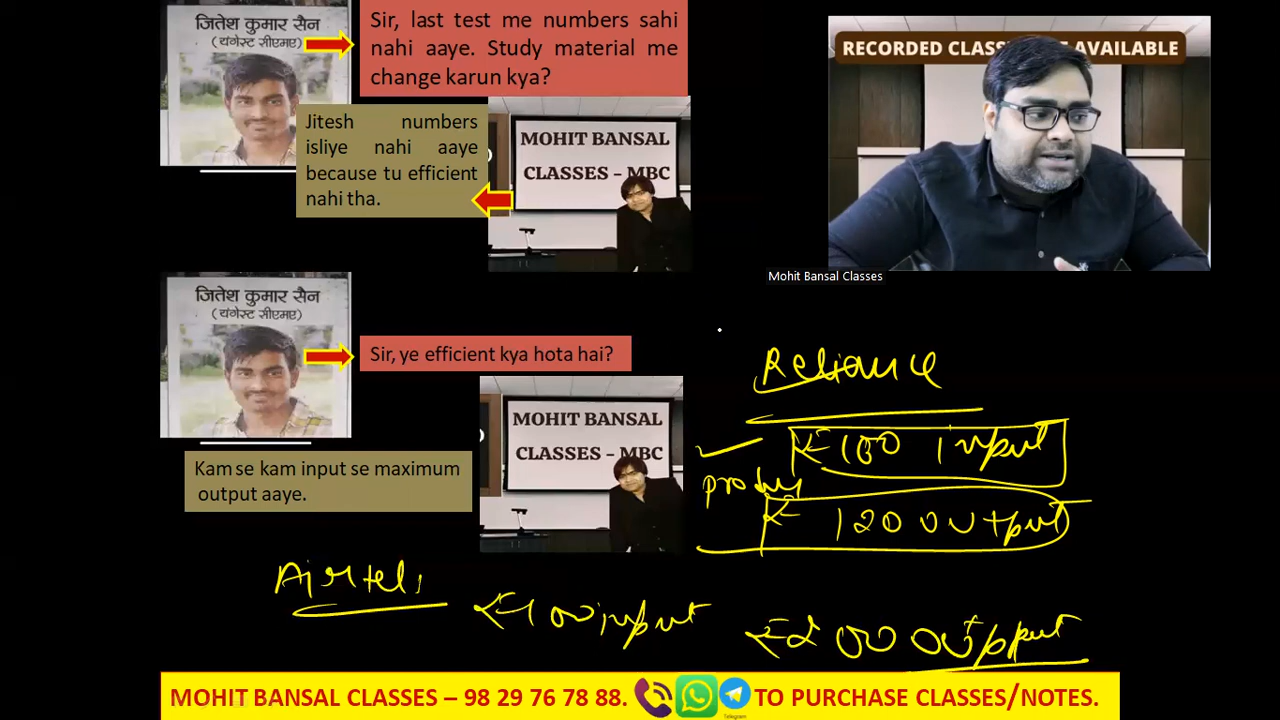 जितेश कुमार सैन
(यंगेस्ट सीएमए)
Sir, last test me numbers sahi
nahi aaye. Study material me
change karun kya?
Jitesh numbers
isliye nahi aaye
because tu efficient
nahi tha.
MOHIT BANSAL
CLASSES - MBC
RECORDED CLASS AVAILABLE
Mohit Bansal Classes
जितेश कुमार सैन
(यंगेस्ट सीएमए)
Sir, ye efficient kya hota hai?
MOHIT BANSAL
CLASSES - MBC
Kam se kam input se maximum
output aaye.
Reliance
₹100 input
₹ 120 output
Airtel
₹100 input
₹200 output
MOHIT BANSAL CLASSES – 98 29 76 78 88.
TO PURCHASE CLASSES/NOTES.
Telegram